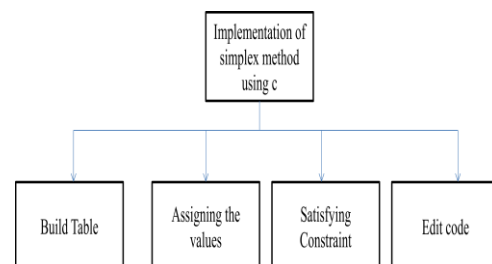 Implementation of
simplex method
using c
Build Table
Assigning the
values
Satisfying
Constraint
Edit code